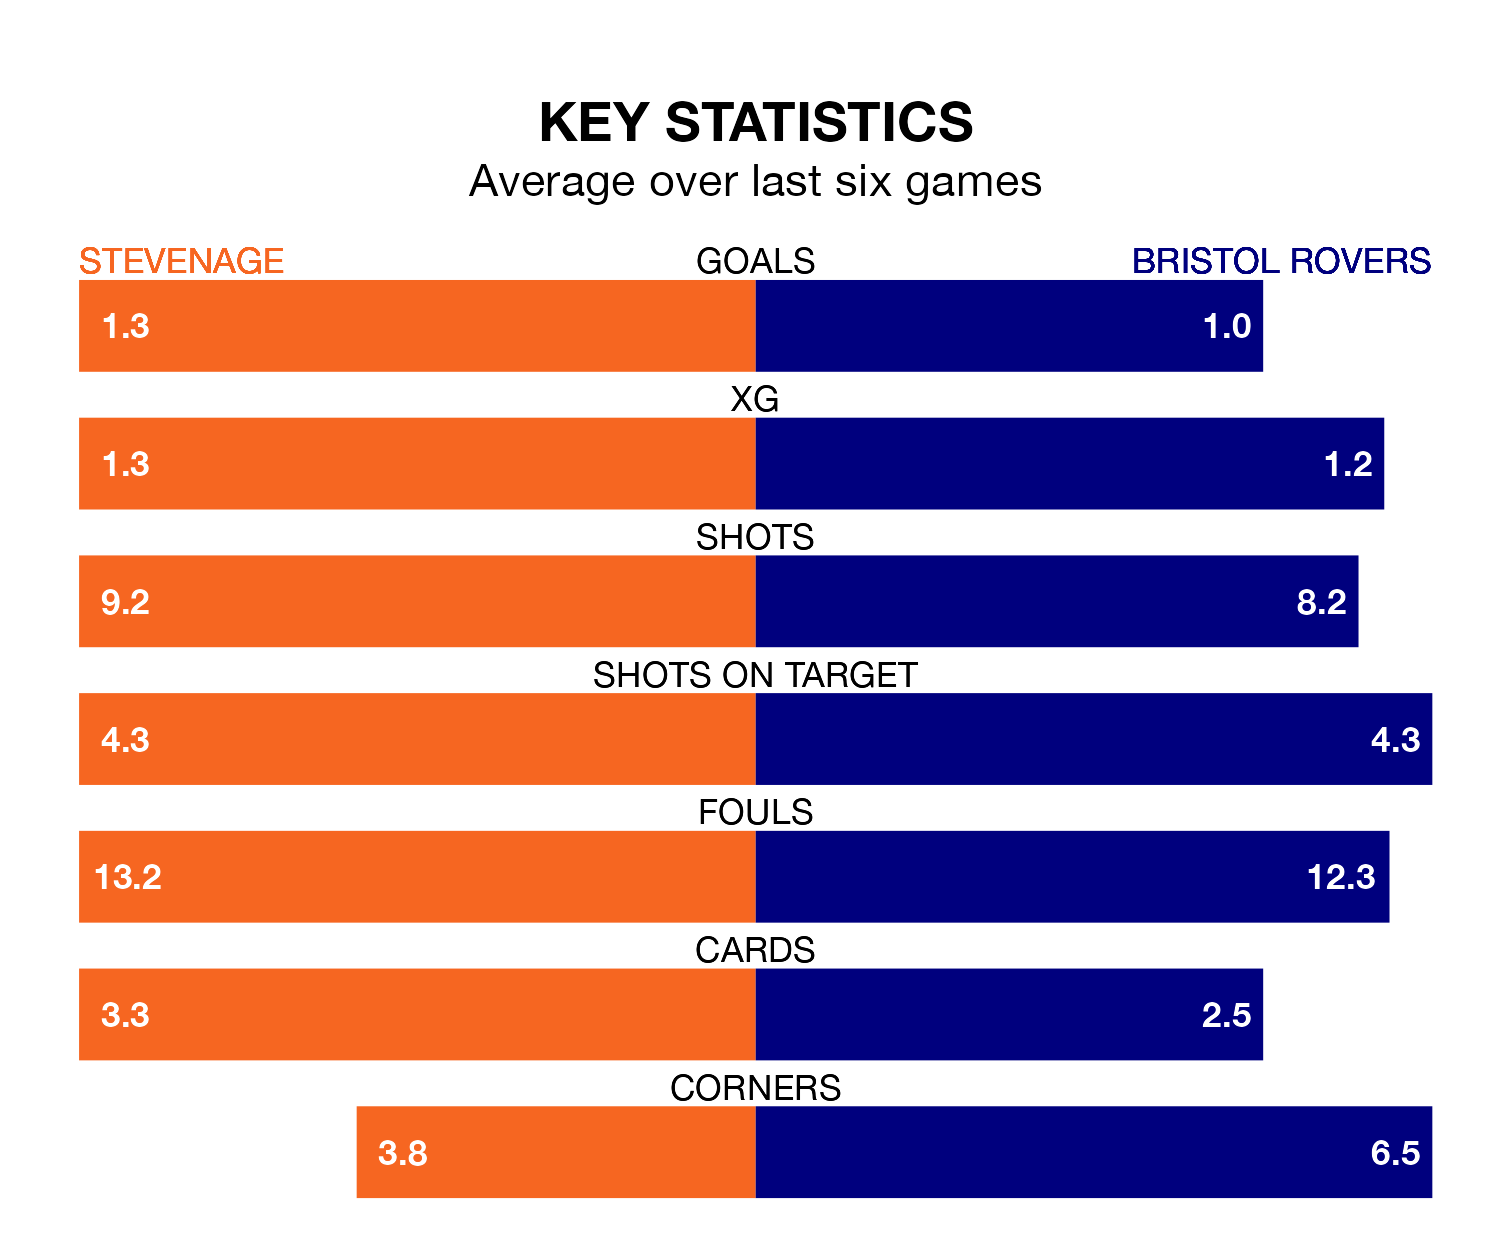 KEY STATISTICS
Average over last six games
STEVENAGE GOALS BRISTOL ROVERS
1.3 1.0
XG
1.3 1.2
SHOTS
9.2 8.2
SHOTS ON TARGET
4.3 4.3
FOULS
13.2 12.3
CARDS
3.3 2.5
CORNERS
3.8 6.5